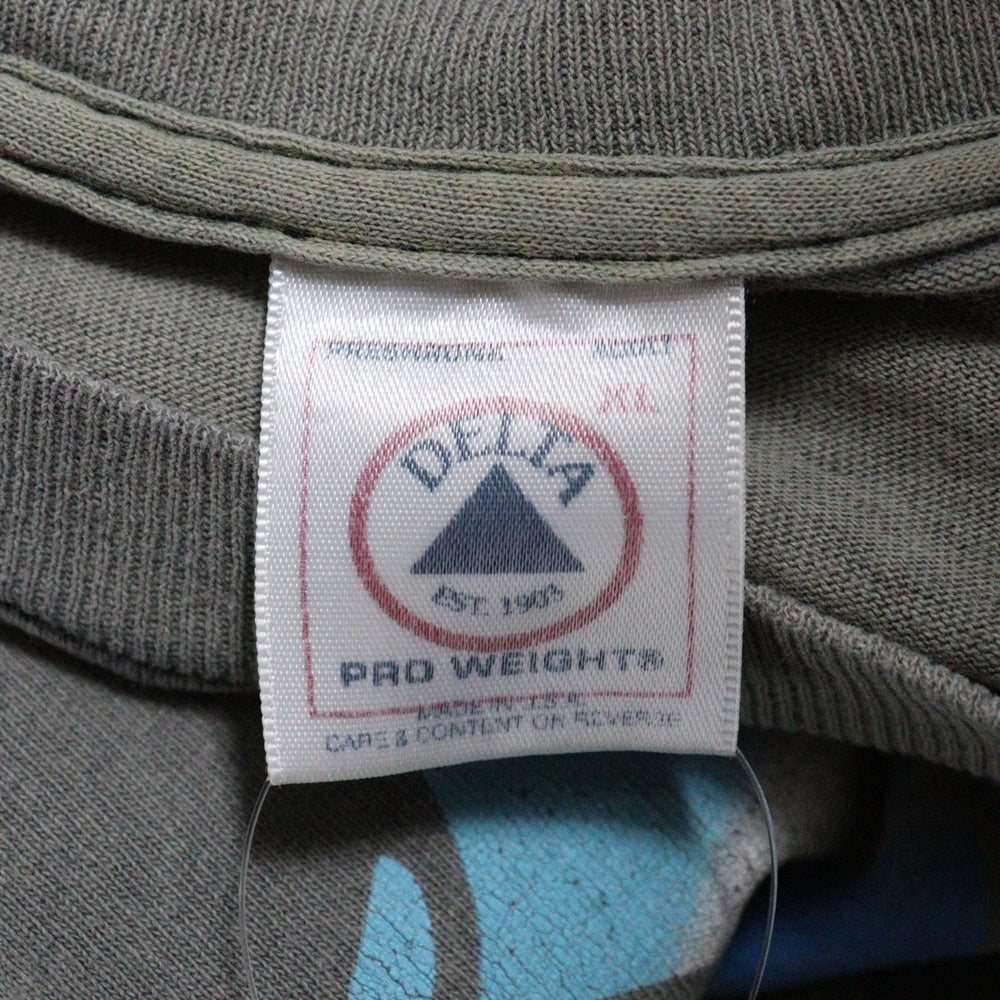 PRESHRUNK ADULT
XL
DELTA
EST. 1903
PRO WEIGHT®
MADE IN U.S.A.
CARE & CONTENT ON REVERSE